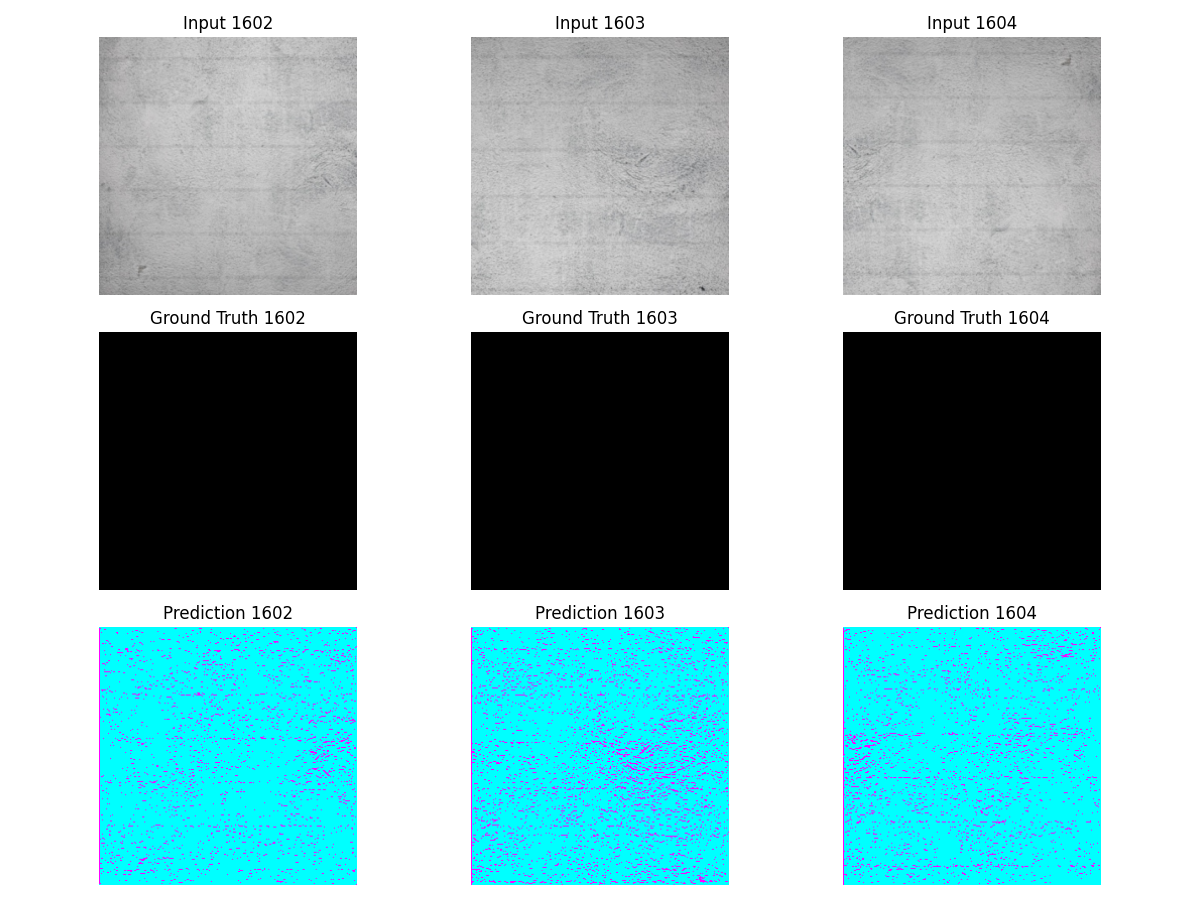 Input 1602
Input 1603
Input 1604
Ground Truth 1602
Ground Truth 1603
Ground Truth 1604
Prediction 1602
Prediction 1603
Prediction 1604